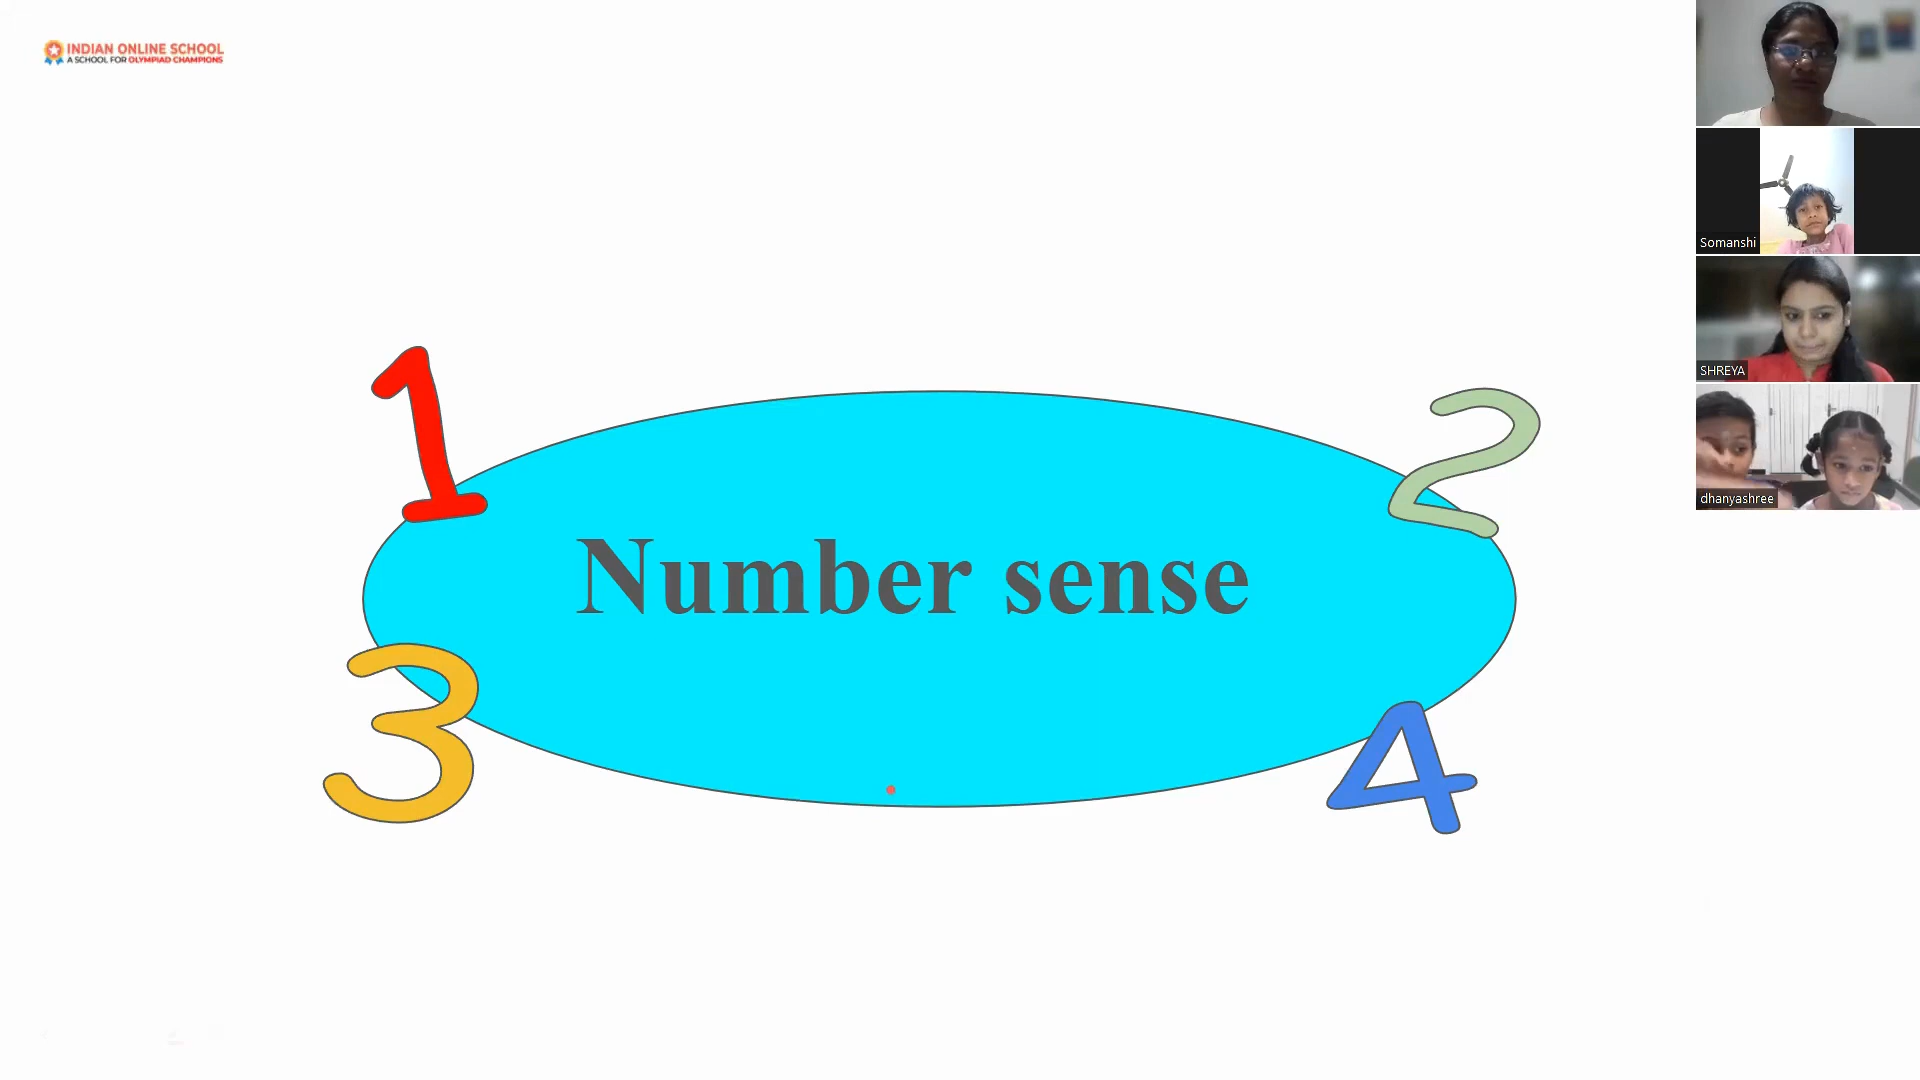 INDIAN ONLINE SCHOOL
A SCHOOL FOR OLYMPIAD CHAMPIONS
1
2
Number sense
3
4
Somanshi
SHREYA
dhanyashree